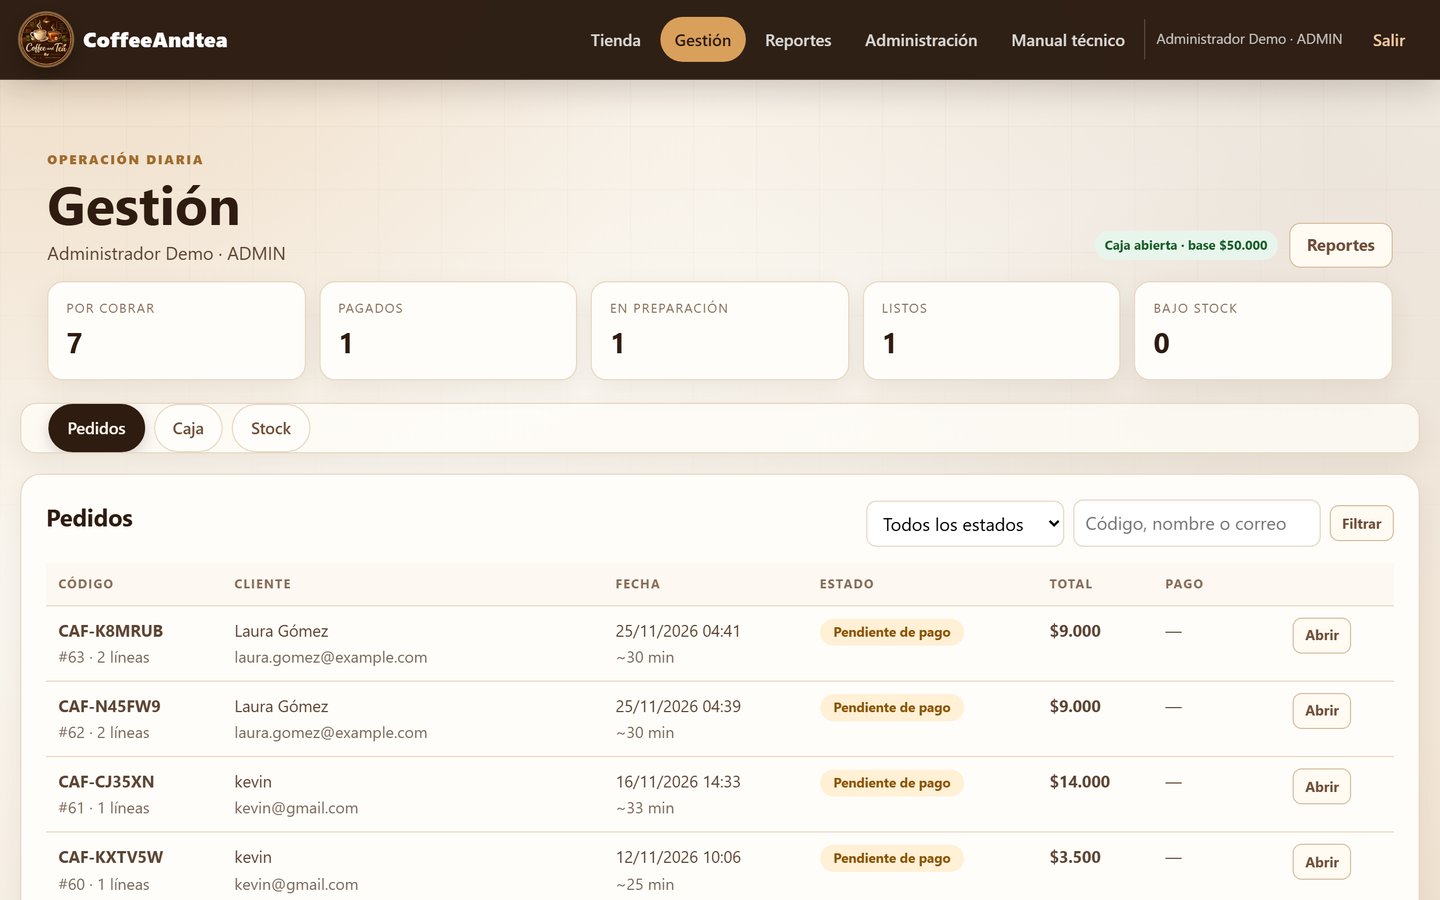 Coffee and Tea
CoffeeAndtea
Tienda
Gestión
Reportes
Administración
Manual técnico
Administrador Demo · ADMIN
Salir
OPERACIÓN DIARIA
Gestión
Administrador Demo · ADMIN
Caja abierta · base $50.000
Reportes
POR COBRAR
7
PAGADOS
1
EN PREPARACIÓN
1
LISTOS
1
BAJO STOCK
0
Pedidos
Caja
Stock
Pedidos
Todos los estados
Código, nombre o correo
Filtrar
CÓDIGO CLIENTE FECHA ESTADO TOTAL PAGO
CAF-K8MRUB Laura Gómez 25/11/2026 04:41 Pendiente de pago $9.000 — Abrir
#63 · 2 líneas laura.gomez@example.com ~30 min
CAF-N45FW9 Laura Gómez 25/11/2026 04:39 Pendiente de pago $9.000 — Abrir
#62 · 2 líneas laura.gomez@example.com ~30 min
CAF-CJ35XN kevin 16/11/2026 14:33 Pendiente de pago $14.000 — Abrir
#61 · 1 líneas kevin@gmail.com ~33 min
CAF-KXTV5W kevin 12/11/2026 10:06 Pendiente de pago $3.500 — Abrir
#60 · 1 líneas kevin@gmail.com ~25 min